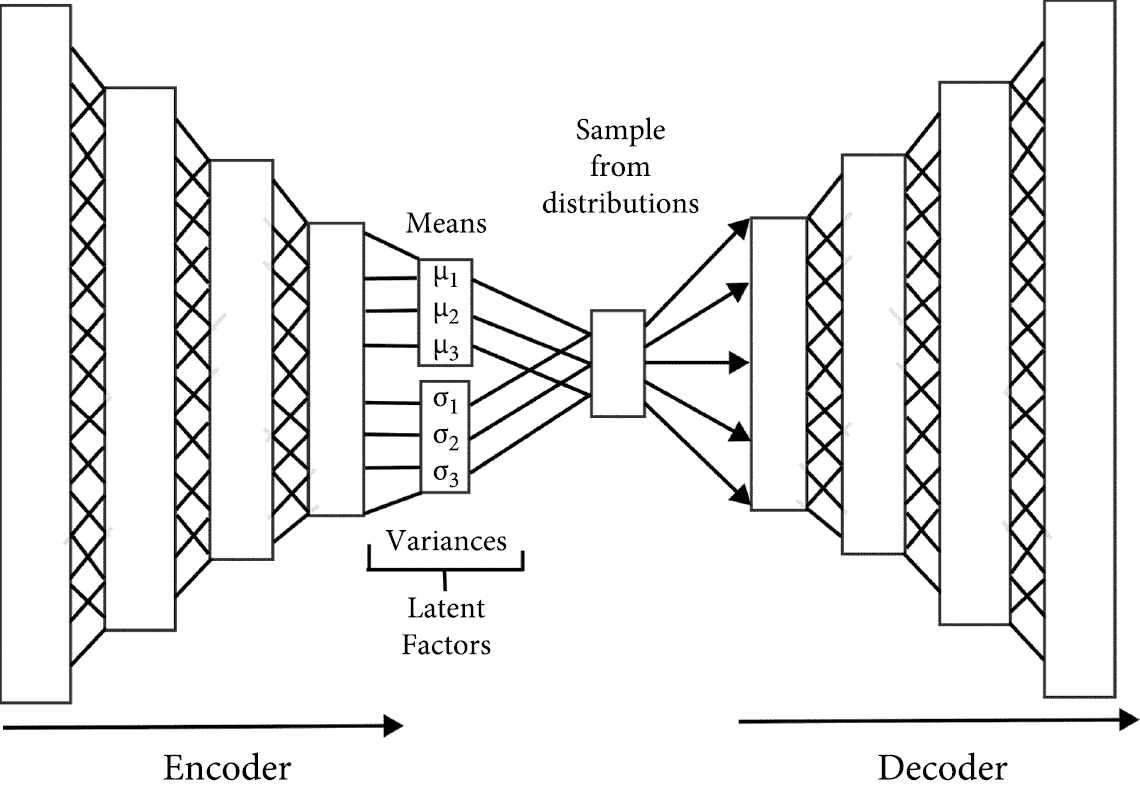 Sample
from
distributions
Means
μ1
μ2
μ3
σ1
σ2
σ3
Variances
Latent
Factors
Encoder
Decoder